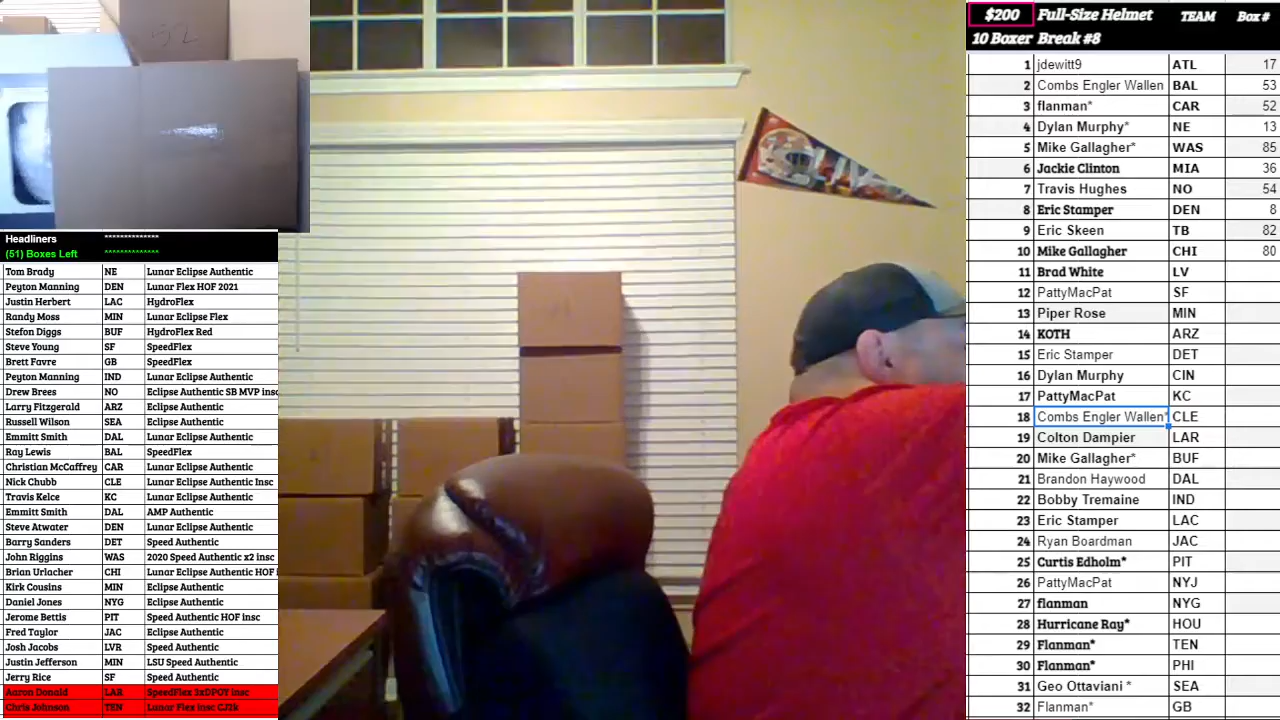 52
Headliners **************
(51) Boxes Left **************
Tom Brady NE Lunar Eclipse Authentic
Peyton Manning DEN Lunar Flex HOF 2021
Justin Herbert LAC HydroFlex
Randy Moss MIN Lunar Eclipse Flex
Stefon Diggs BUF HydroFlex Red
Steve Young SF SpeedFlex
Brett Favre GB SpeedFlex
Peyton Manning IND Lunar Eclipse Authentic
Drew Brees NO Eclipse Authentic SB MVP insc
Larry Fitzgerald ARZ Eclipse Authentic
Russell Wilson SEA Eclipse Authentic
Emmitt Smith DAL Lunar Eclipse Authentic
Ray Lewis BAL SpeedFlex
Christian McCaffrey CAR Lunar Eclipse Authentic
Nick Chubb CLE Lunar Eclipse Authentic Insc
Travis Kelce KC Lunar Eclipse Authentic
Emmitt Smith DAL AMP Authentic
Steve Atwater DEN Lunar Eclipse Authentic
Barry Sanders DET Speed Authentic
John Riggins WAS 2020 Speed Authentic x2 insc
Brian Urlacher CHI Lunar Eclipse Authentic HOF i
Kirk Cousins MIN Eclipse Authentic
Daniel Jones NYG Eclipse Authentic
Jerome Bettis PIT Speed Authentic HOF insc
Fred Taylor JAC Eclipse Authentic
Josh Jacobs LVR Speed Authentic
Justin Jefferson MIN LSU Speed Authentic
Jerry Rice SF Speed Authentic
Aaron Donald LAR SpeedFlex 3xDPOY insc
Chris Johnson TEN Lunar Flex insc CJ2k
$200 Full-Size Helmet TEAM Box #
10 Boxer Break #8
1 jdewitt9 ATL 17
2 Combs Engler Wallen BAL 53
3 flanman* CAR 52
4 Dylan Murphy* NE 13
5 Mike Gallagher* WAS 85
6 Jackie Clinton MIA 36
7 Travis Hughes NO 54
8 Eric Stamper DEN 8
9 Eric Skeen TB 82
10 Mike Gallagher CHI 80
11 Brad White LV
12 PattyMacPat SF
13 Piper Rose MIN
14 KOTH ARZ
15 Eric Stamper DET
16 Dylan Murphy CIN
17 PattyMacPat KC
18 Combs Engler Wallen* CLE
19 Colton Dampier LAR
20 Mike Gallagher* BUF
21 Brandon Haywood DAL
22 Bobby Tremaine IND
23 Eric Stamper LAC
24 Ryan Boardman JAC
25 Curtis Edholm* PIT
26 PattyMacPat NYJ
27 flanman NYG
28 Hurricane Ray* HOU
29 Flanman* TEN
30 Flanman* PHI
31 Geo Ottaviani * SEA
32 Flanman* GB